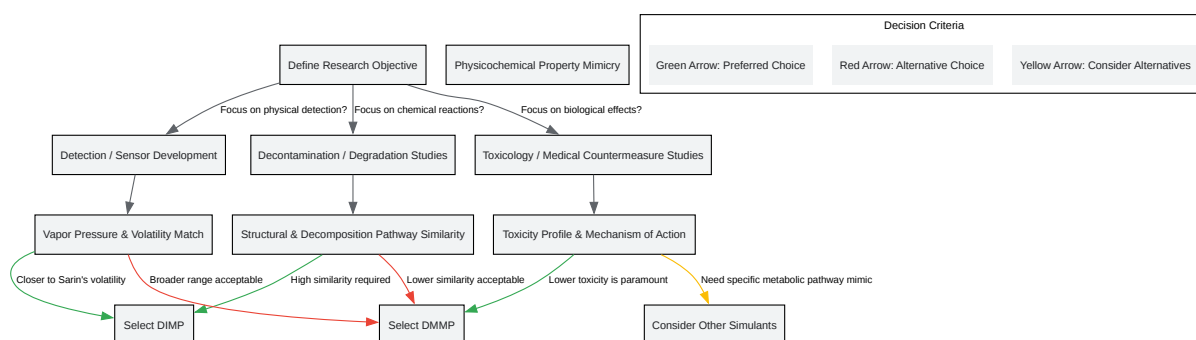 Decision Criteria
Define Research Objective
Physicochemical Property Mimicry
Green Arrow: Preferred Choice
Red Arrow: Alternative Choice
Yellow Arrow: Consider Alternatives
Focus on physical detection?
Focus on chemical reactions?
Focus on biological effects?
Detection / Sensor Development
Decontamination / Degradation Studies
Toxicology / Medical Countermeasure Studies
Vapor Pressure & Volatility Match
Structural & Decomposition Pathway Similarity
Toxicity Profile & Mechanism of Action
Closer to Sarin's volatility
Broader range acceptable
High similarity required
Lower similarity acceptable
Lower toxicity is paramount
Need specific metabolic pathway mimic
Select DIMP
Select DMMP
Consider Other Simulants